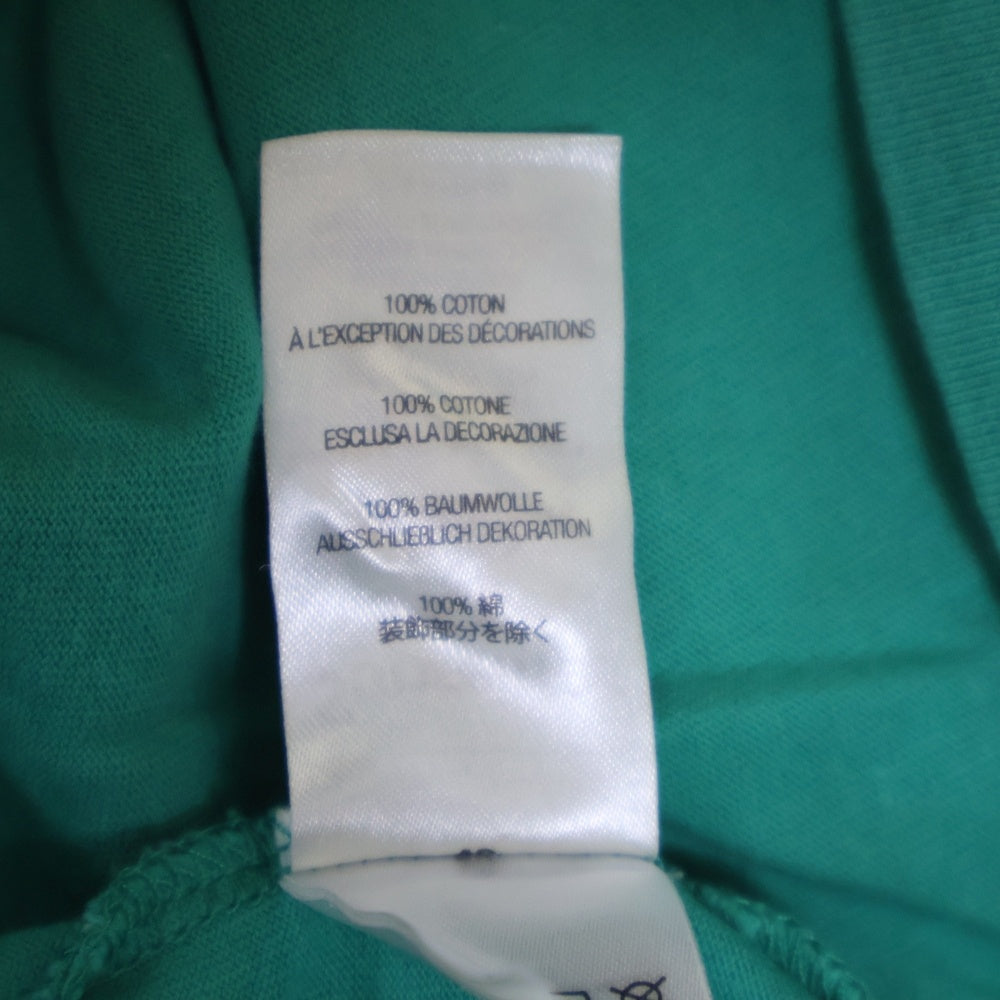 100% COTON
À L'EXCEPTION DES DÉCORATIONS
100% COTONE
ESCLUSA LA DECORAZIONE
100% BAUMWOLLE
AUSSCHLIEßLICH DEKORATION
100% 綿
装飾部分を除く